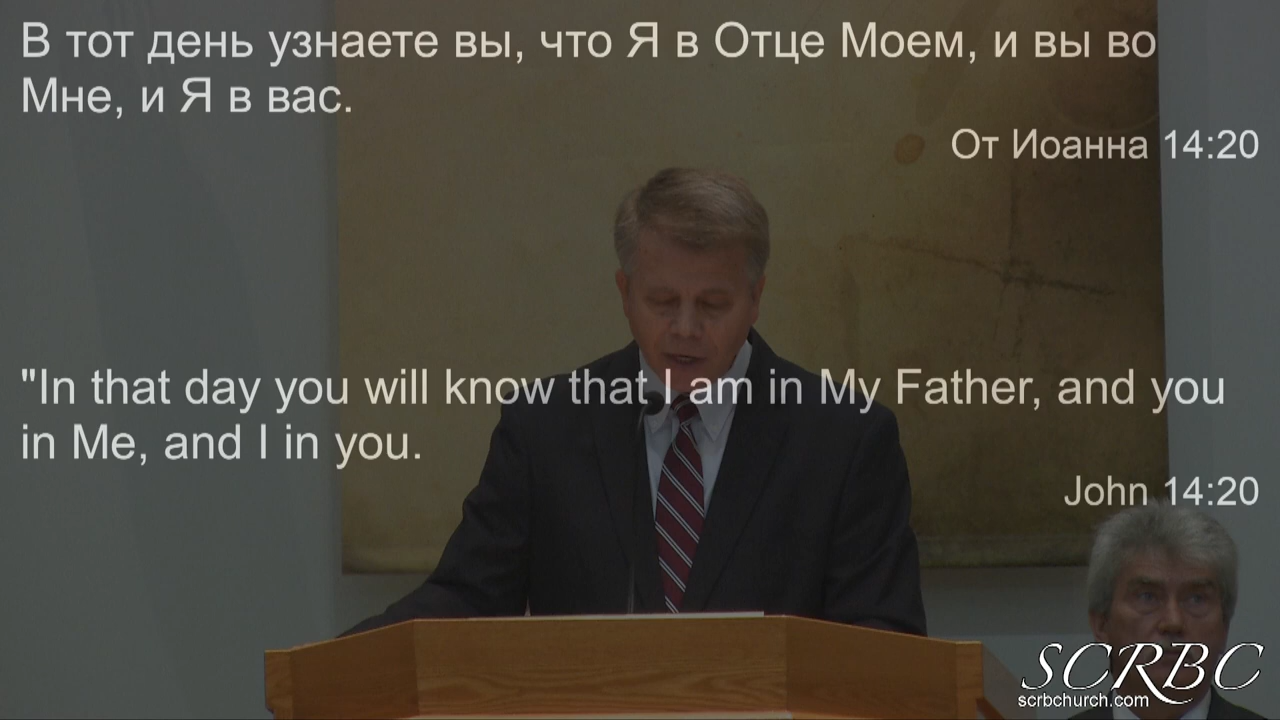 В тот день узнаете вы, что Я в Отце Моем, и вы во
Мне, и Я в вас.
От Иоанна 14:20
"In that day you will know that I am in My Father, and you
in Me, and I in you.
John 14:20
SCRBC
scrbchurch.com